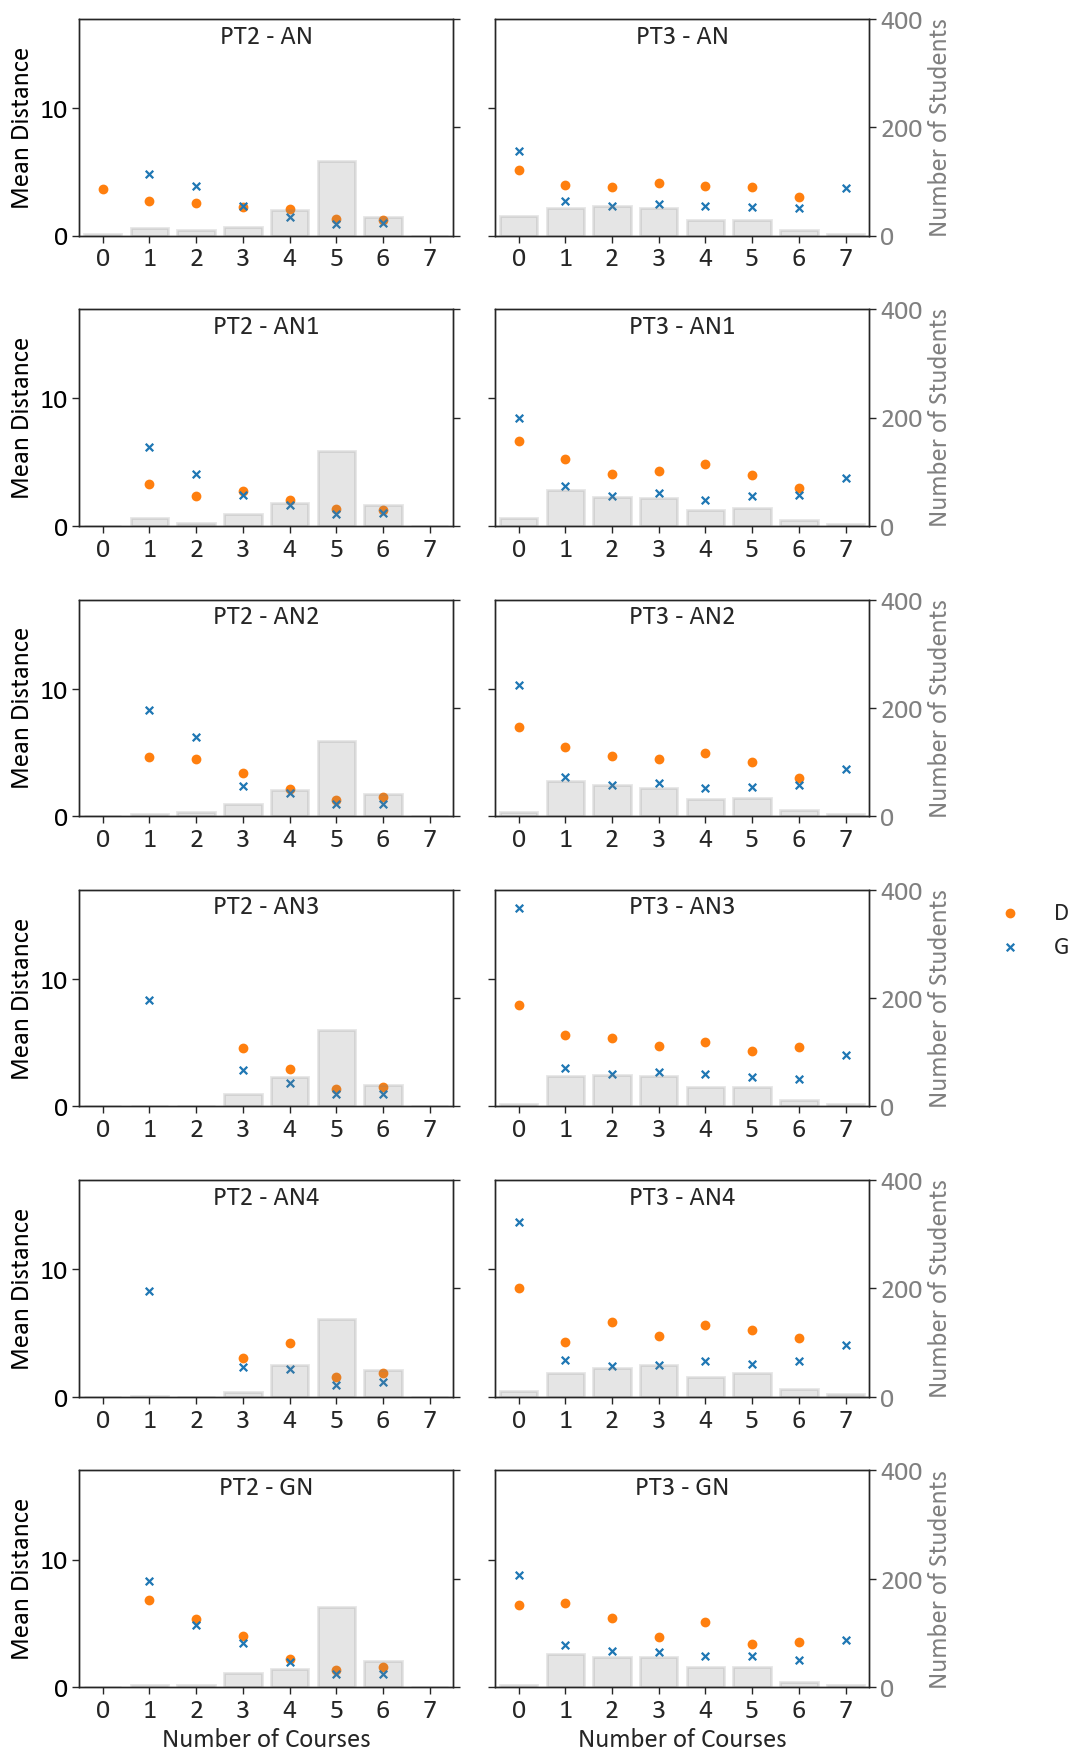 PT2 - AN
PT3 - AN
Mean Distance
10
0
0 1 2 3 4 5 6 7
0 1 2 3 4 5 6 7
400
200
0
Number of Students
PT2 - AN1
PT3 - AN1
Mean Distance
10
0
0 1 2 3 4 5 6 7
0 1 2 3 4 5 6 7
400
200
0
Number of Students
PT2 - AN2
PT3 - AN2
Mean Distance
10
0
0 1 2 3 4 5 6 7
0 1 2 3 4 5 6 7
400
200
0
Number of Students
PT2 - AN3
PT3 - AN3
Mean Distance
10
0
0 1 2 3 4 5 6 7
0 1 2 3 4 5 6 7
400
200
0
Number of Students
D
G
PT2 - AN4
PT3 - AN4
Mean Distance
10
0
0 1 2 3 4 5 6 7
0 1 2 3 4 5 6 7
400
200
0
Number of Students
PT2 - GN
PT3 - GN
Mean Distance
10
0
0 1 2 3 4 5 6 7
0 1 2 3 4 5 6 7
400
200
0
Number of Students
Number of Courses
Number of Courses